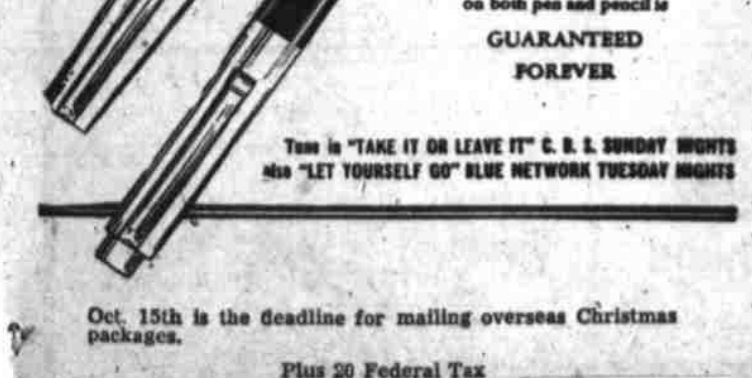 on both pen and pencil is
GUARANTEED
FOREVER
Tune in "TAKE IT OR LEAVE IT" C. B. S. SUNDAY NIGHTS
also "LET YOURSELF GO" BLUE NETWORK TUESDAY NIGHTS
Oct. 15th is the deadline for mailing overseas Christmas
packages.
Plus 20 Federal Tax